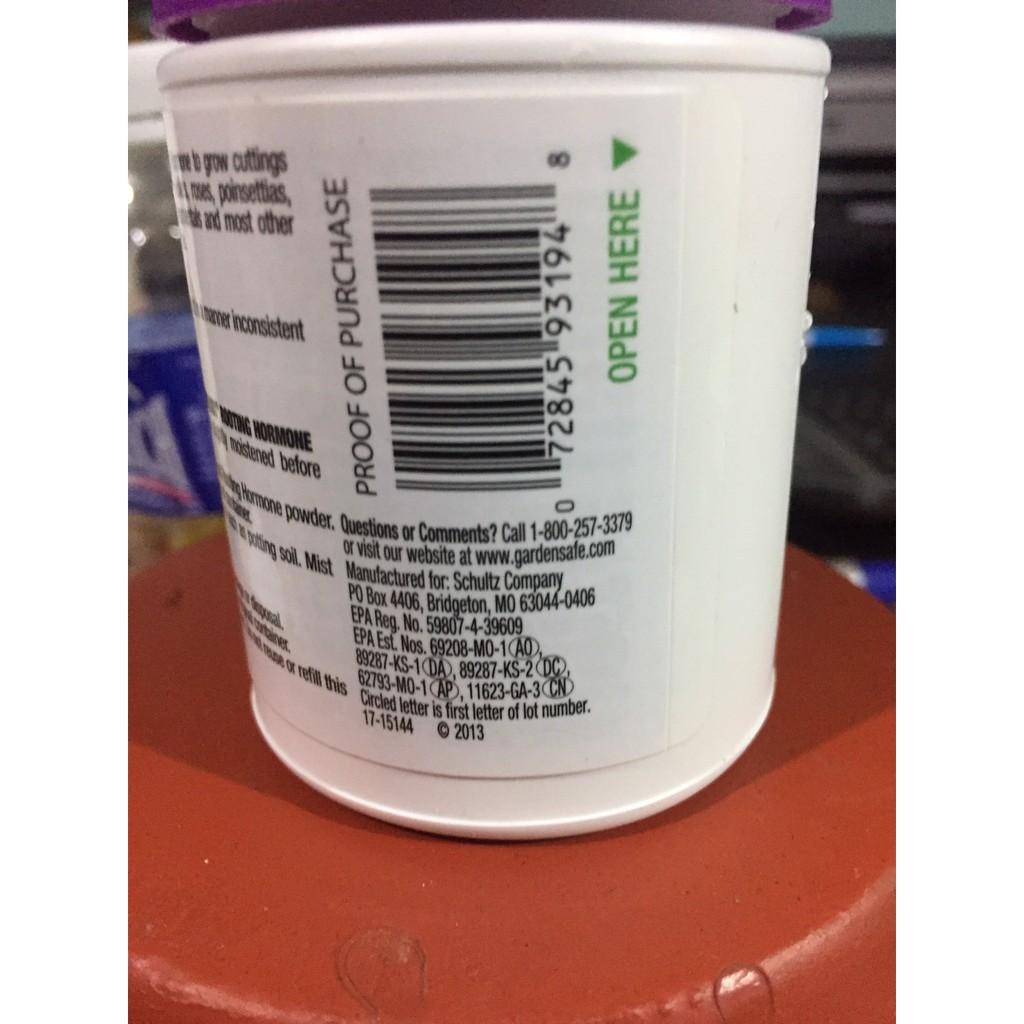 to grow cuttings
roses, poinsettias,
and most other
manner inconsistent
ROOTING HORMONE
moistened before
Hormone powder.
as potting soil. Mist
disposal.
container.
reuse or refill this
PROOF OF PURCHASE
0 72845 93194 8
OPEN HERE
Questions or Comments? Call 1-800-257-3379
or visit our website at www.gardensafe.com
Manufactured for: Schultz Company
PO Box 4406, Bridgeton, MO 63044-0406
EPA Reg. No. 59807-4-39609
EPA Est. Nos. 69208-MO-1 AO,
89287-KS-1 DA, 89287-KS-2 DC,
62793-MO-1 AP, 11623-GA-3 CN
Circled letter is first letter of lot number.
17-15144 © 2013